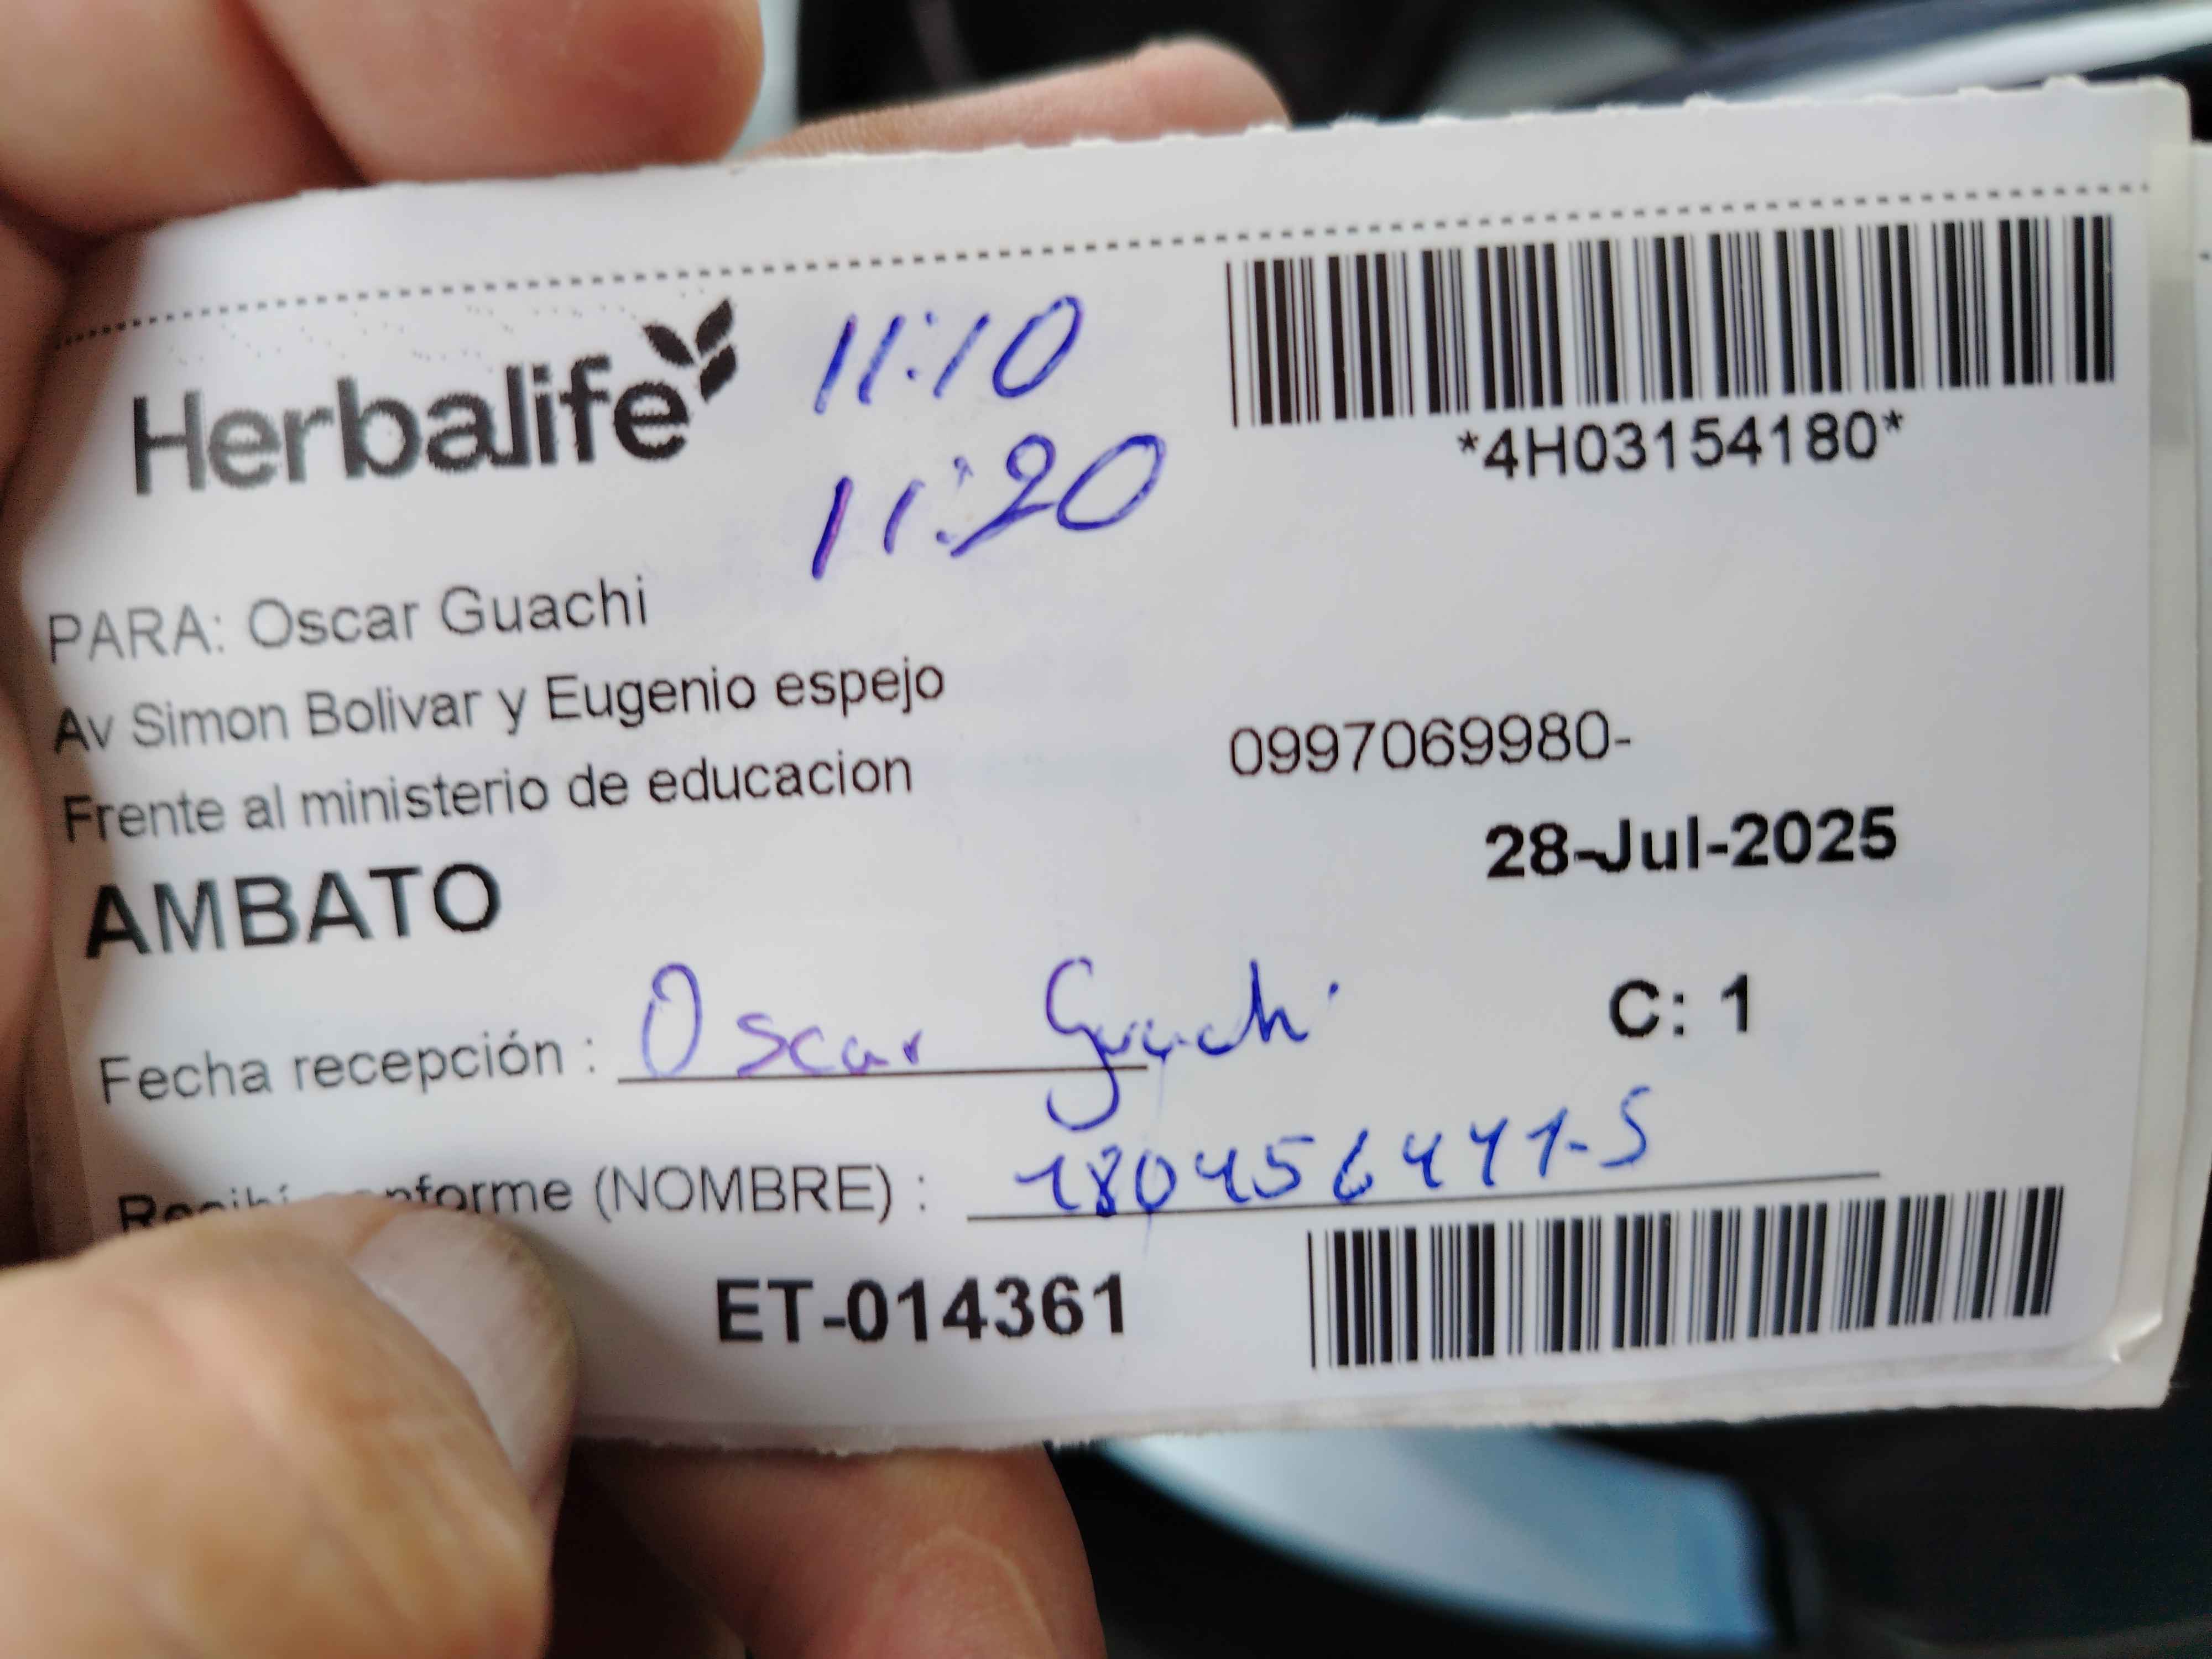 Herbalife
11:10
11:20
*4H03154180*
PARA: Oscar Guachi
Av Simon Bolivar y Eugenio espejo
Frente al ministerio de educacion
0997069980-
28-Jul-2025
AMBATO
C: 1
Fecha recepción : Oscar Guachi
Recibí conforme (NOMBRE) : 180456441-5
ET-014361